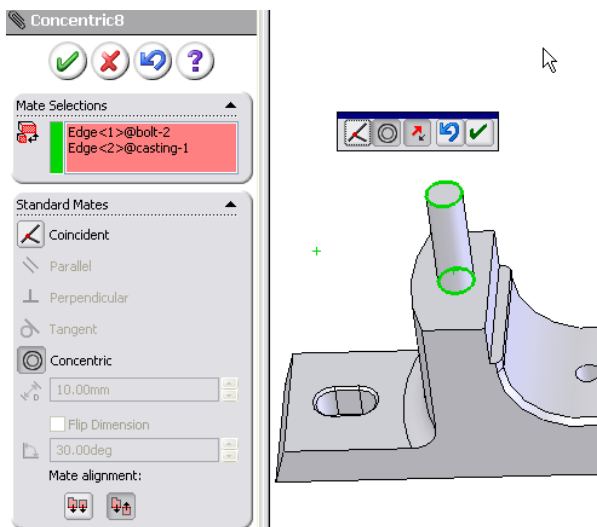 Concentric8
?
Mate Selections
Edge<1>@bolt-2
Edge<2>@casting-1
Standard Mates
Coincident
Parallel
Perpendicular
Tangent
Concentric
D
10.00mm
Flip Dimension
30.00deg
Mate alignment: